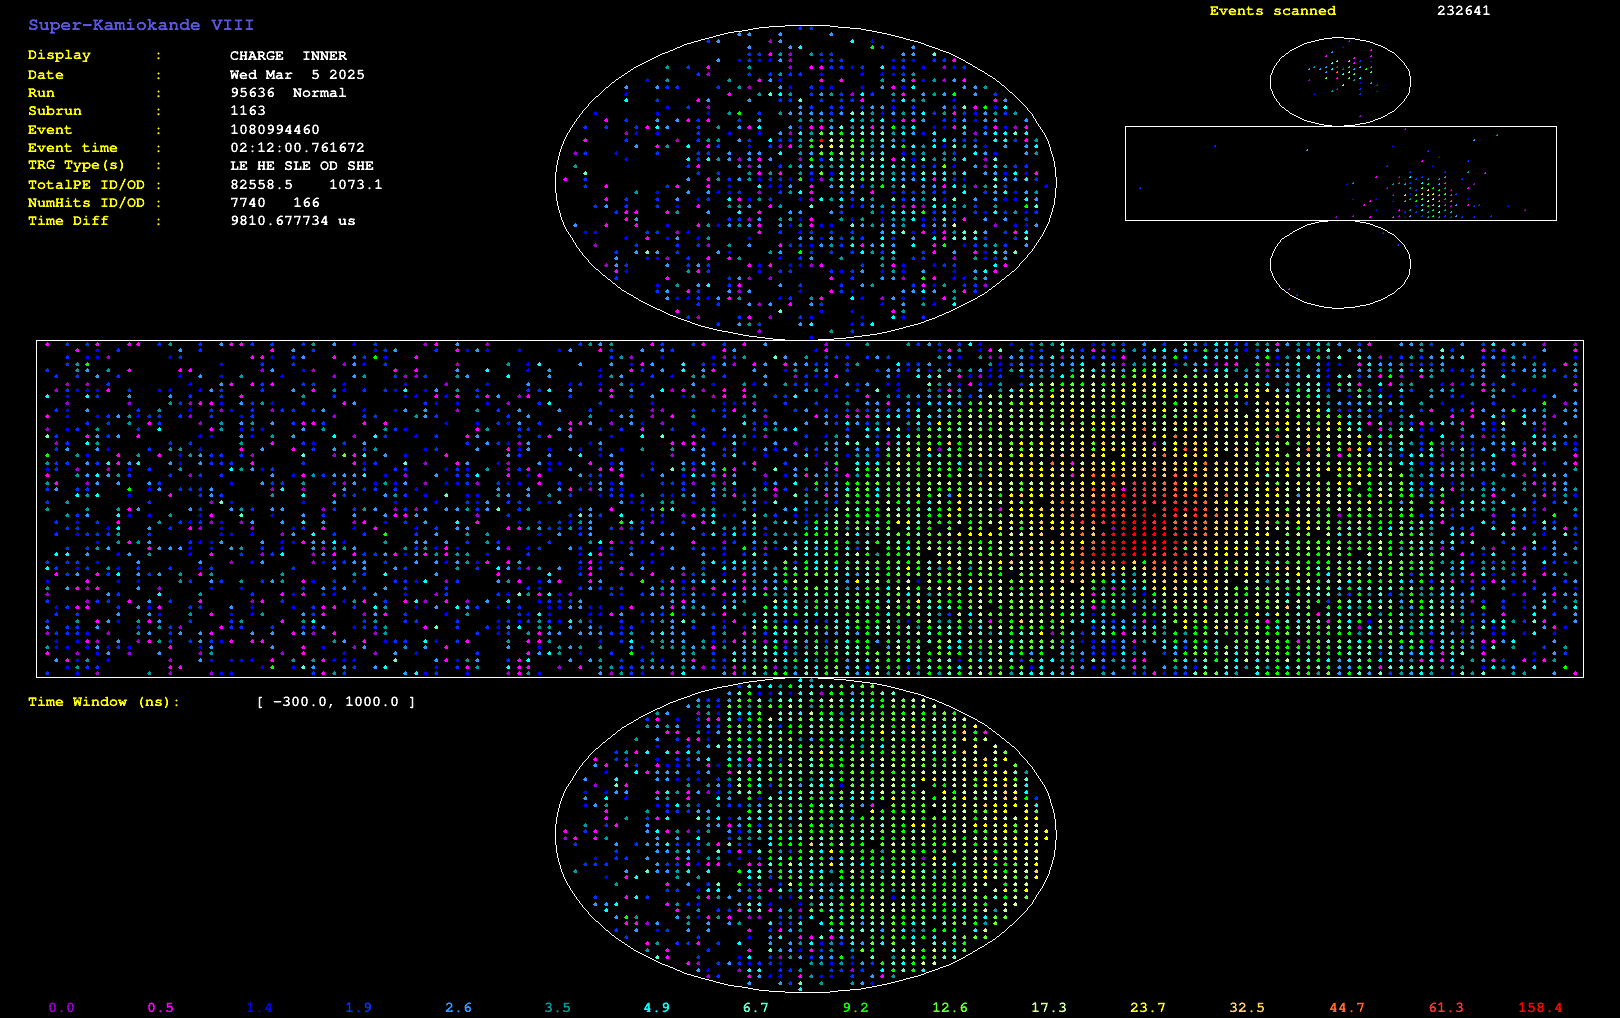 Super-Kamiokande VIII
Events scanned 232641
Display : CHARGE INNER
Date : Wed Mar 5 2025
Run : 95636 Normal
Subrun : 1163
Event : 1080994460
Event time : 02:12:00.761672
TRG Type(s) : LE HE SLE OD SHE
TotalPE ID/OD : 82558.5 1073.1
NumHits ID/OD : 7740 166
Time Diff : 9810.677734 us
Time Window (ns): [ -300.0, 1000.0 ]
0.0 0.5 1.4 1.9 2.6 3.5 4.9 6.7 9.2 12.6 17.3 23.7 32.5 44.7 61.3 158.4